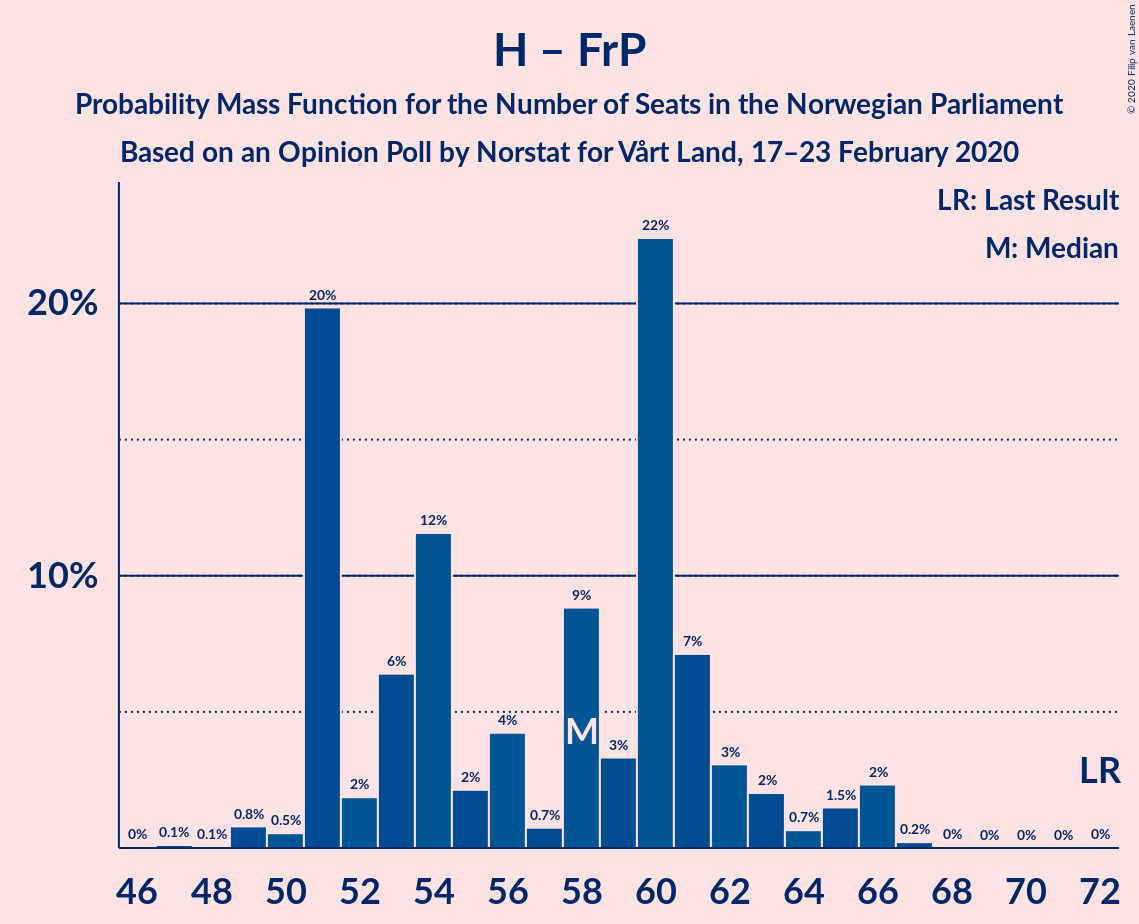 H – FrP
Probability Mass Function for the Number of Seats in the Norwegian Parliament
Based on an Opinion Poll by Norstat for Vårt Land, 17–23 February 2020
© 2020 Filip van Laenen
LR: Last Result
M: Median
20%
10%
0% 0.1% 0.1% 0.8% 0.5% 20% 2% 6% 12% 2% 4% 0.7% 9% 3% 22% 7% 3% 2% 0.7% 1.5% 2% 0.2% 0% 0% 0% 0% 0%
M
LR
46 48 50 52 54 56 58 60 62 64 66 68 70 72